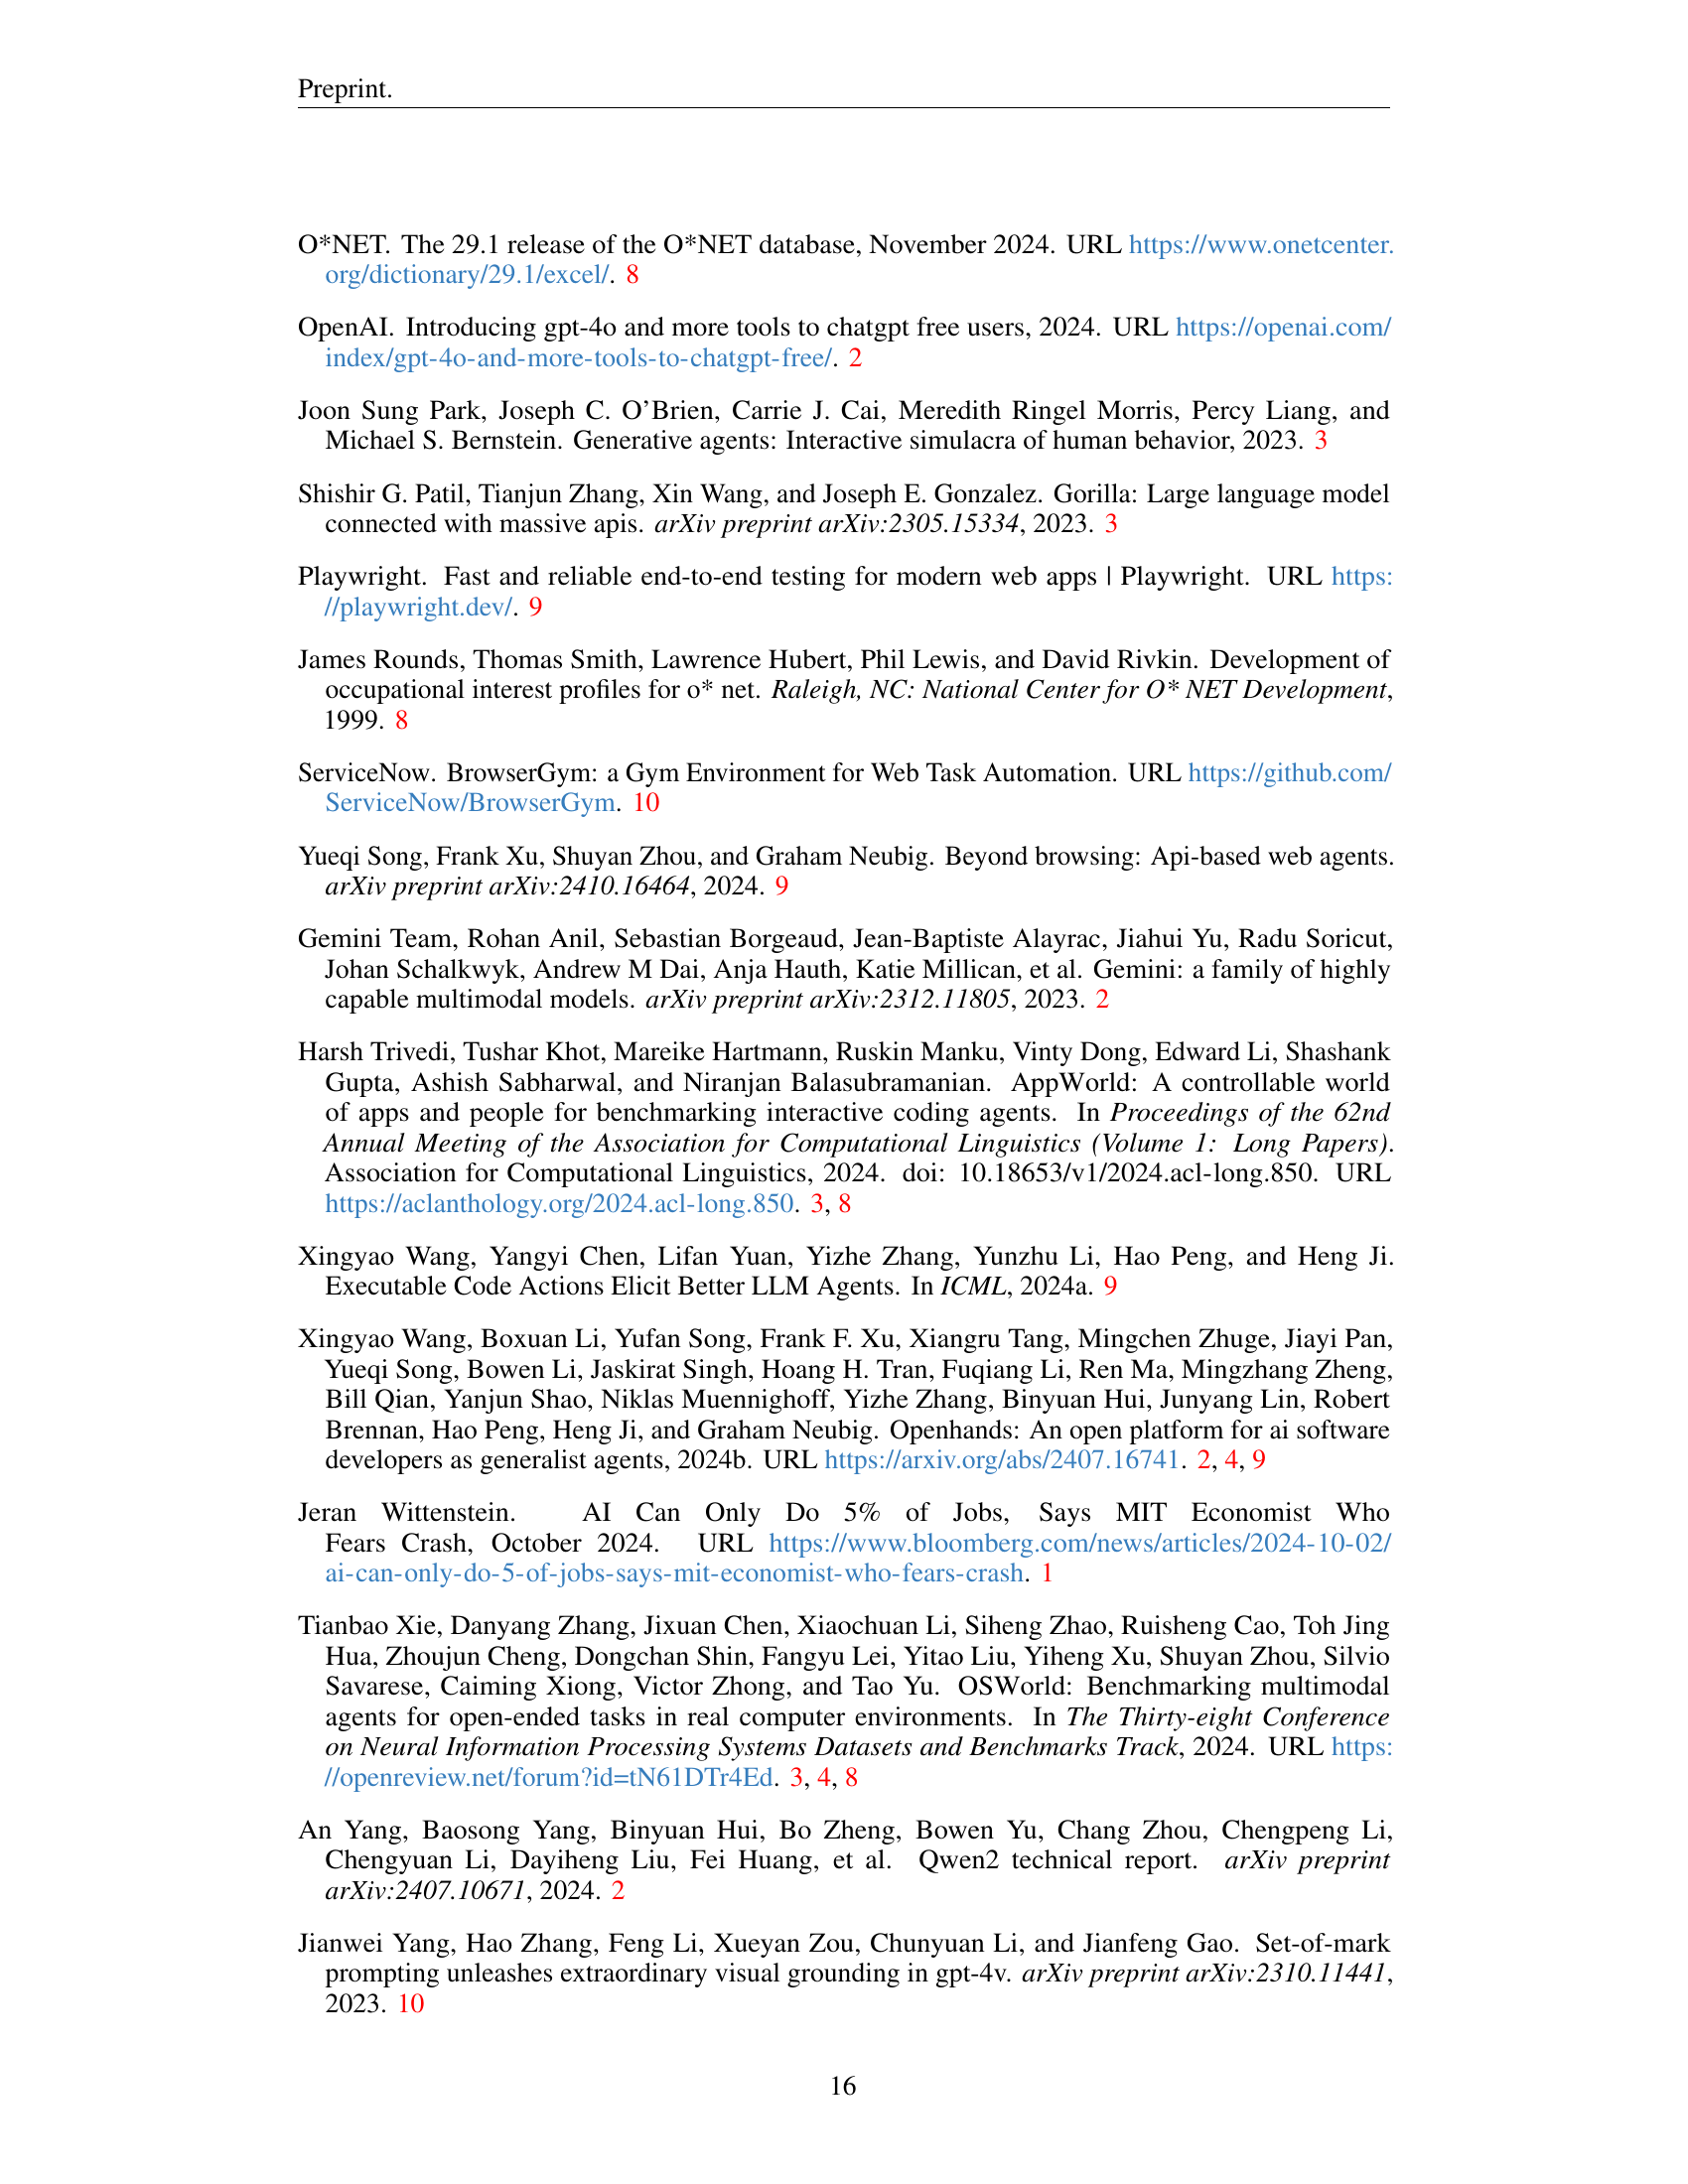 Preprint.
O*NET. The 29.1 release of the O*NET database, November 2024. URL https://www.onetcenter.
org/dictionary/29.1/excel/. 8
OpenAI. Introducing gpt-4o and more tools to chatgpt free users, 2024. URL https://openai.com/
index/gpt-4o-and-more-tools-to-chatgpt-free/. 2
Joon Sung Park, Joseph C. O'Brien, Carrie J. Cai, Meredith Ringel Morris, Percy Liang, and
Michael S. Bernstein. Generative agents: Interactive simulacra of human behavior, 2023. 3
Shishir G. Patil, Tianjun Zhang, Xin Wang, and Joseph E. Gonzalez. Gorilla: Large language model
connected with massive apis. arXiv preprint arXiv:2305.15334, 2023. 3
Playwright. Fast and reliable end-to-end testing for modern web apps | Playwright. URL https:
//playwright.dev/. 9
James Rounds, Thomas Smith, Lawrence Hubert, Phil Lewis, and David Rivkin. Development of
occupational interest profiles for o* net. Raleigh, NC: National Center for O* NET Development,
1999. 8
ServiceNow. BrowserGym: a Gym Environment for Web Task Automation. URL https://github.com/
ServiceNow/BrowserGym. 10
Yueqi Song, Frank Xu, Shuyan Zhou, and Graham Neubig. Beyond browsing: Api-based web agents.
arXiv preprint arXiv:2410.16464, 2024. 9
Gemini Team, Rohan Anil, Sebastian Borgeaud, Jean-Baptiste Alayrac, Jiahui Yu, Radu Soricut,
Johan Schalkwyk, Andrew M Dai, Anja Hauth, Katie Millican, et al. Gemini: a family of highly
capable multimodal models. arXiv preprint arXiv:2312.11805, 2023. 2
Harsh Trivedi, Tushar Khot, Mareike Hartmann, Ruskin Manku, Vinty Dong, Edward Li, Shashank
Gupta, Ashish Sabharwal, and Niranjan Balasubramanian. AppWorld: A controllable world
of apps and people for benchmarking interactive coding agents. In Proceedings of the 62nd
Annual Meeting of the Association for Computational Linguistics (Volume 1: Long Papers).
Association for Computational Linguistics, 2024. doi: 10.18653/v1/2024.acl-long.850. URL
https://aclanthology.org/2024.acl-long.850. 3, 8
Xingyao Wang, Yangyi Chen, Lifan Yuan, Yizhe Zhang, Yunzhu Li, Hao Peng, and Heng Ji.
Executable Code Actions Elicit Better LLM Agents. In ICML, 2024a. 9
Xingyao Wang, Boxuan Li, Yufan Song, Frank F. Xu, Xiangru Tang, Mingchen Zhuge, Jiayi Pan,
Yueqi Song, Bowen Li, Jaskirat Singh, Hoang H. Tran, Fuqiang Li, Ren Ma, Mingzhang Zheng,
Bill Qian, Yanjun Shao, Niklas Muennighoff, Yizhe Zhang, Binyuan Hui, Junyang Lin, Robert
Brennan, Hao Peng, Heng Ji, and Graham Neubig. Openhands: An open platform for ai software
developers as generalist agents, 2024b. URL https://arxiv.org/abs/2407.16741. 2, 4, 9
Jeran Wittenstein. AI Can Only Do 5% of Jobs, Says MIT Economist Who
Fears Crash, October 2024. URL https://www.bloomberg.com/news/articles/2024-10-02/
ai-can-only-do-5-of-jobs-says-mit-economist-who-fears-crash. 1
Tianbao Xie, Danyang Zhang, Jixuan Chen, Xiaochuan Li, Siheng Zhao, Ruisheng Cao, Toh Jing
Hua, Zhoujun Cheng, Dongchan Shin, Fangyu Lei, Yitao Liu, Yiheng Xu, Shuyan Zhou, Silvio
Savarese, Caiming Xiong, Victor Zhong, and Tao Yu. OSWorld: Benchmarking multimodal
agents for open-ended tasks in real computer environments. In The Thirty-eight Conference
on Neural Information Processing Systems Datasets and Benchmarks Track, 2024. URL https:
//openreview.net/forum?id=tN61DTr4Ed. 3, 4, 8
An Yang, Baosong Yang, Binyuan Hui, Bo Zheng, Bowen Yu, Chang Zhou, Chengpeng Li,
Chengyuan Li, Dayiheng Liu, Fei Huang, et al. Qwen2 technical report. arXiv preprint
arXiv:2407.10671, 2024. 2
Jianwei Yang, Hao Zhang, Feng Li, Xueyan Zou, Chunyuan Li, and Jianfeng Gao. Set-of-mark
prompting unleashes extraordinary visual grounding in gpt-4v. arXiv preprint arXiv:2310.11441,
2023. 10
16